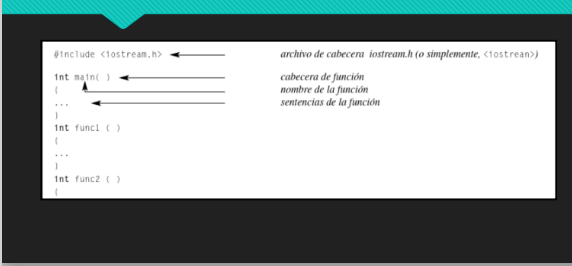 #include <iostream.h> archivo de cabecera iostream.h (o simplemente, <iostrean>)
int main( ) cabecera de función
{ nombre de la función
... sentencias de la función
}
int func1 ( )
{
...
}
int func2 ( )
{